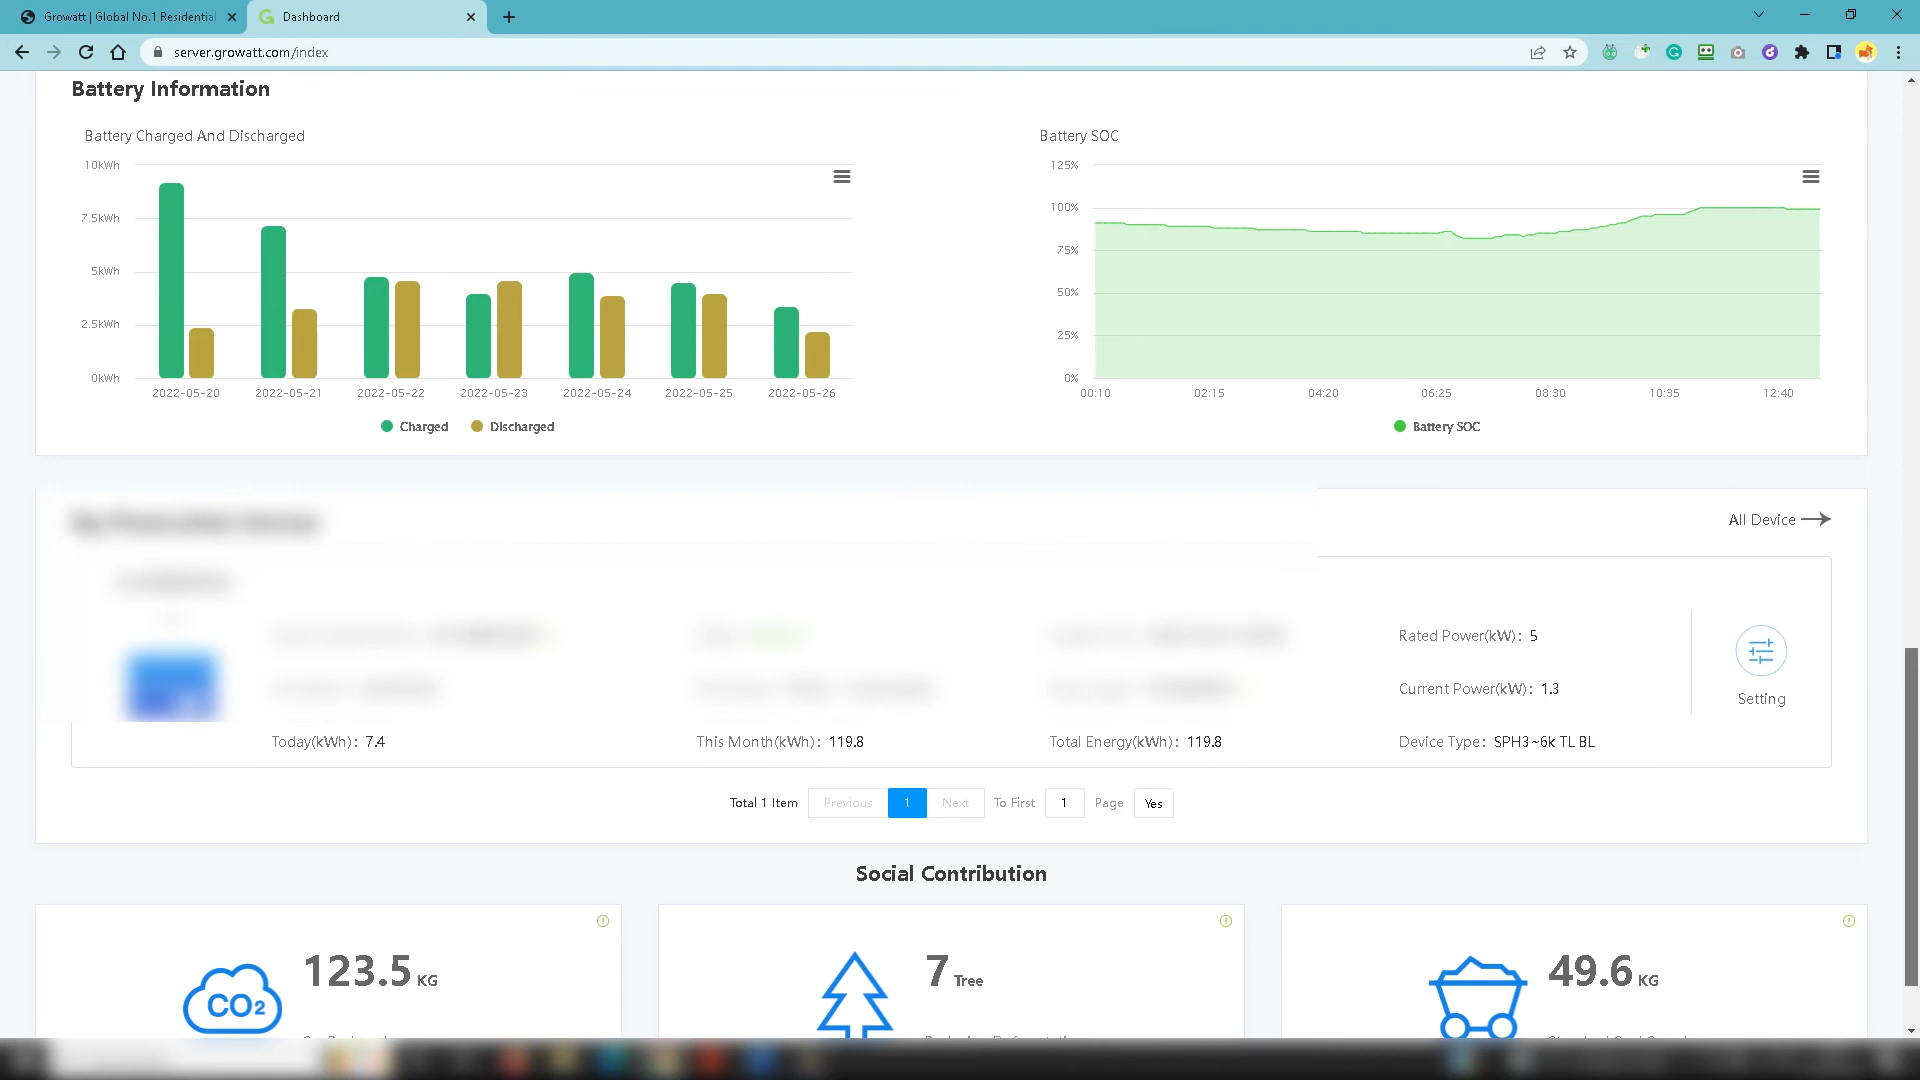 Growatt | Global No.1 Residential
Dashboard
server.growatt.com/index
Battery Information
Battery Charged And Discharged
10kWh
7.5kWh
5kWh
2.5kWh
0kWh
2022-05-20 2022-05-21 2022-05-22 2022-05-23 2022-05-24 2022-05-25 2022-05-26
Charged Discharged
Battery SOC
125%
100%
75%
50%
25%
0%
00:10 02:15 04:20 06:25 08:30 10:35 12:40
Battery SOC
All Device
Rated Power(kW): 5
Current Power(kW): 1.3
Setting
Today(kWh): 7.4 This Month(kWh): 119.8 Total Energy(kWh): 119.8 Device Type: SPH3~6k TL BL
Total 1 Item Previous 1 Next To First 1 Page Yes
Social Contribution
123.5 KG
CO2
7 Tree
49.6 KG